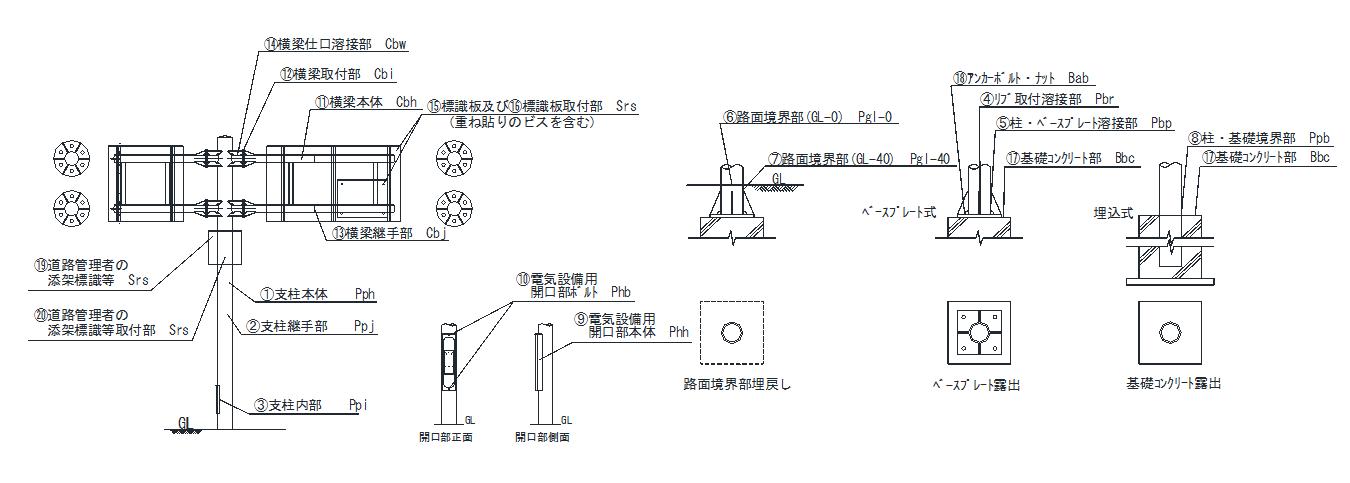 ⑭横梁仕口溶接部 Cbw
⑫横梁取付部 Cbi
⑪横梁本体 Cbh
⑮標識板及び⑯標識板取付部 Srs
(重ね貼りのビスを含む)
⑬横梁継手部 Cbj
⑲道路管理者の
添架標識等 Srs
①支柱本体 Pph
⑳道路管理者の
添架標識等取付部 Srs
②支柱継手部 Ppj
③支柱内部 Ppi
GL
⑩電気設備用
開口部ボルト Phb
⑨電気設備用
開口部本体 Phh
GL
GL
開口部正面
開口部側面
⑥路面境界部(GL-0) Pgl-0
⑦路面境界部(GL-40) Pgl-40
GL
⑱アンカーボルト・ナット Bab
④リブ取付溶接部 Pbr
⑤柱・ベースプレート溶接部 Pbp
⑰基礎コンクリート部 Bbc
ベースプレート式
⑧柱・基礎境界部 Ppb
⑰基礎コンクリート部 Bbc
埋込式
路面境界部埋戻し
ベースプレート露出
基礎コンクリート露出